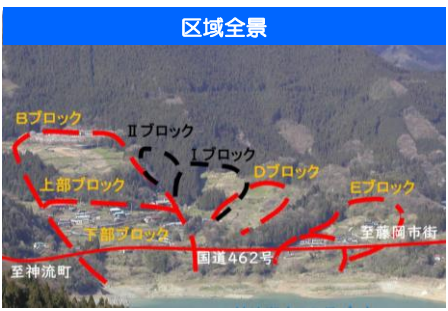 区域全景
Bブロック
Ⅱブロック
Ⅰブロック
Dブロック
Eブロック
上部ブロック
下部ブロック
至藤岡市街
国道462号
至神流町